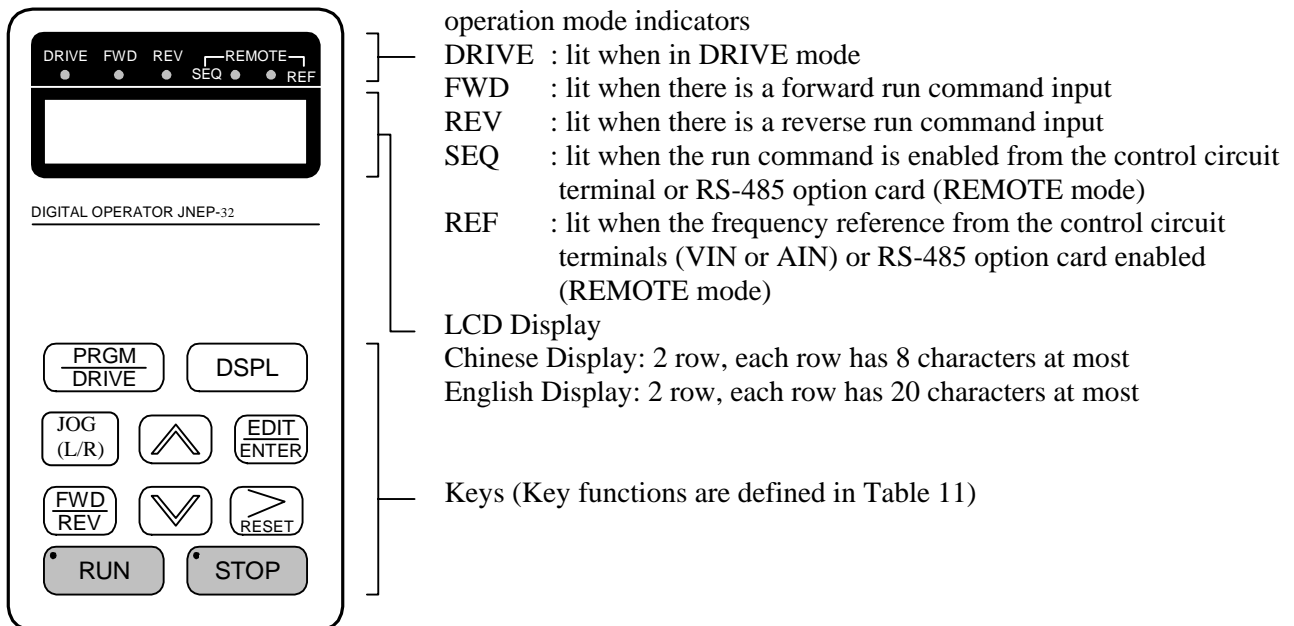 DRIVE FWD REV REMOTE
SEQ REF
DIGITAL OPERATOR JNEP-32
PRGM
DRIVE
DSPL
JOG
(L/R)
EDIT
ENTER
FWD
REV
RESET
RUN
STOP
operation mode indicators
DRIVE : lit when in DRIVE mode
FWD : lit when there is a forward run command input
REV : lit when there is a reverse run command input
SEQ : lit when the run command is enabled from the control circuit
terminal or RS-485 option card (REMOTE mode)
REF : lit when the frequency reference from the control circuit
terminals (VIN or AIN) or RS-485 option card enabled
(REMOTE mode)
LCD Display
Chinese Display: 2 row, each row has 8 characters at most
English Display: 2 row, each row has 20 characters at most
Keys (Key functions are defined in Table 11)